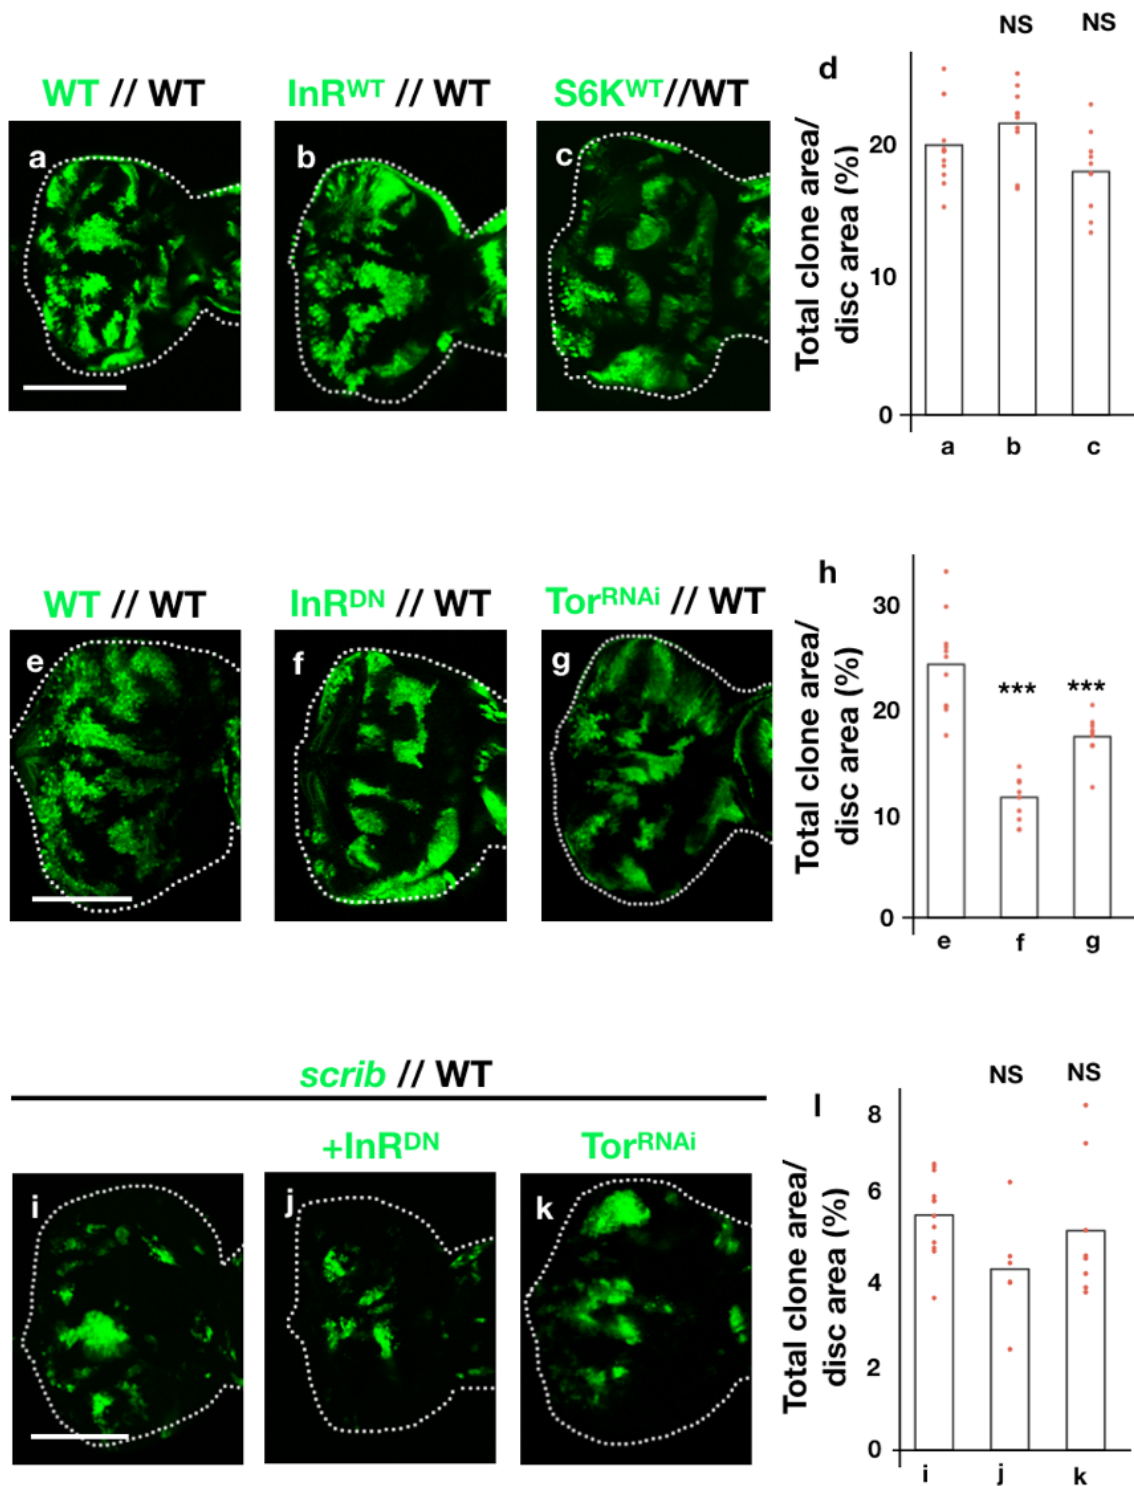 NS NS
WT // WT InRWT // WT S6KWT//WT d
a b c
Total clone area/
disc area (%)
20
10
0
a b c
h
WT // WT InRDN // WT TorRNAi // WT
e f g
Total clone area/
disc area (%)
30
20
10
0
*** ***
e f g
scrib // WT
NS NS
l
+InRDN TorRNAi
i j k
Total clone area/
disc area (%)
8
6
4
2
0
i j k